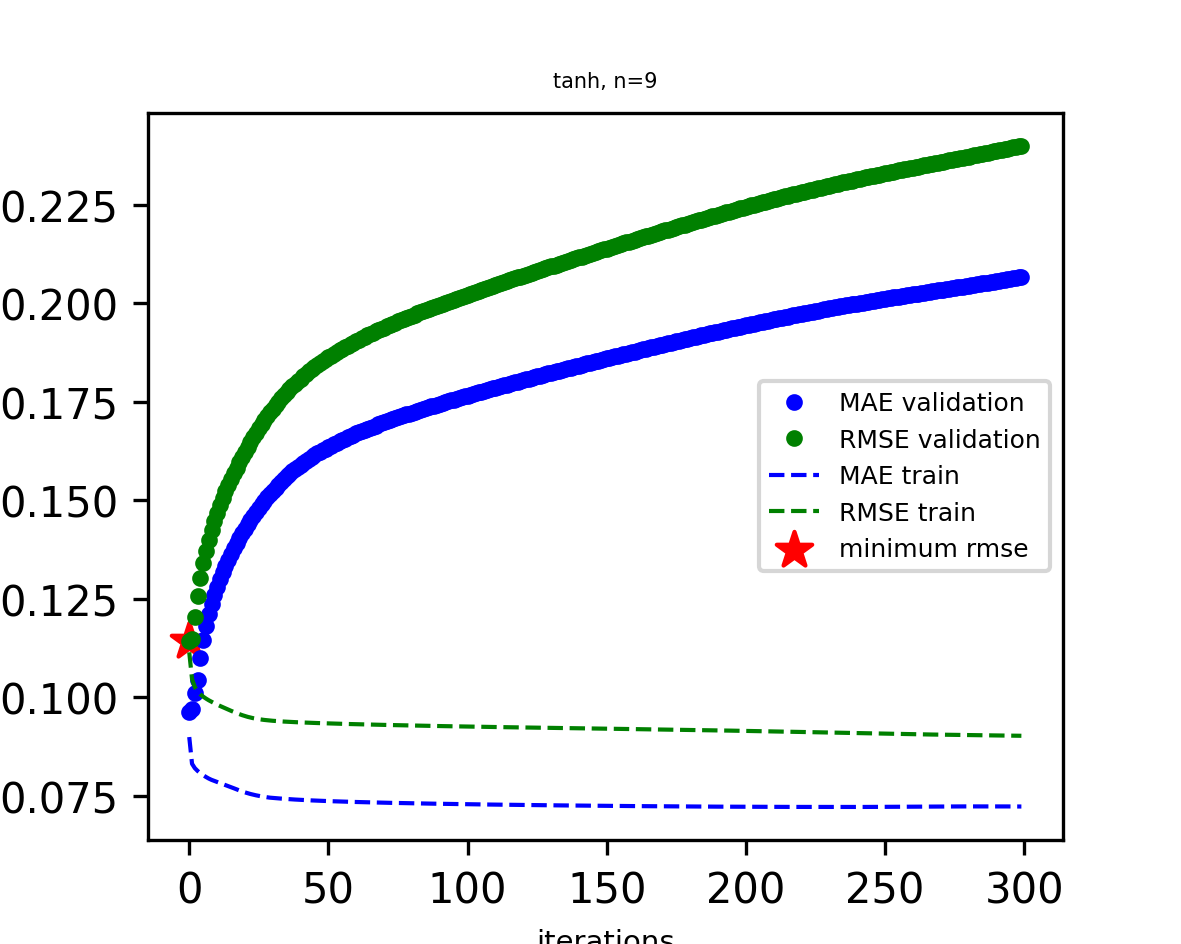 tanh, n=9
0.225
0.200
0.175
0.150
0.125
0.100
0.075
MAE validation
RMSE validation
MAE train
RMSE train
minimum rmse
0 50 100 150 200 250 300
iterations